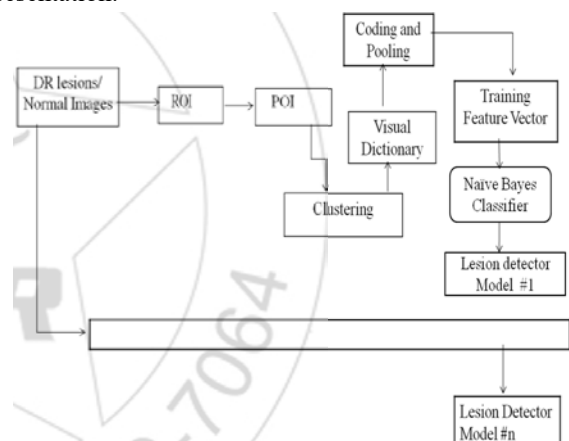 Coding and
Pooling
DR lesions/
Normal Images
ROI
POI
Training
Feature Vector
Visual
Dictionary
Clustering
Naïve Bayes
Classifier
Lesion detector
Model #1
Lesion Detector
Model #n